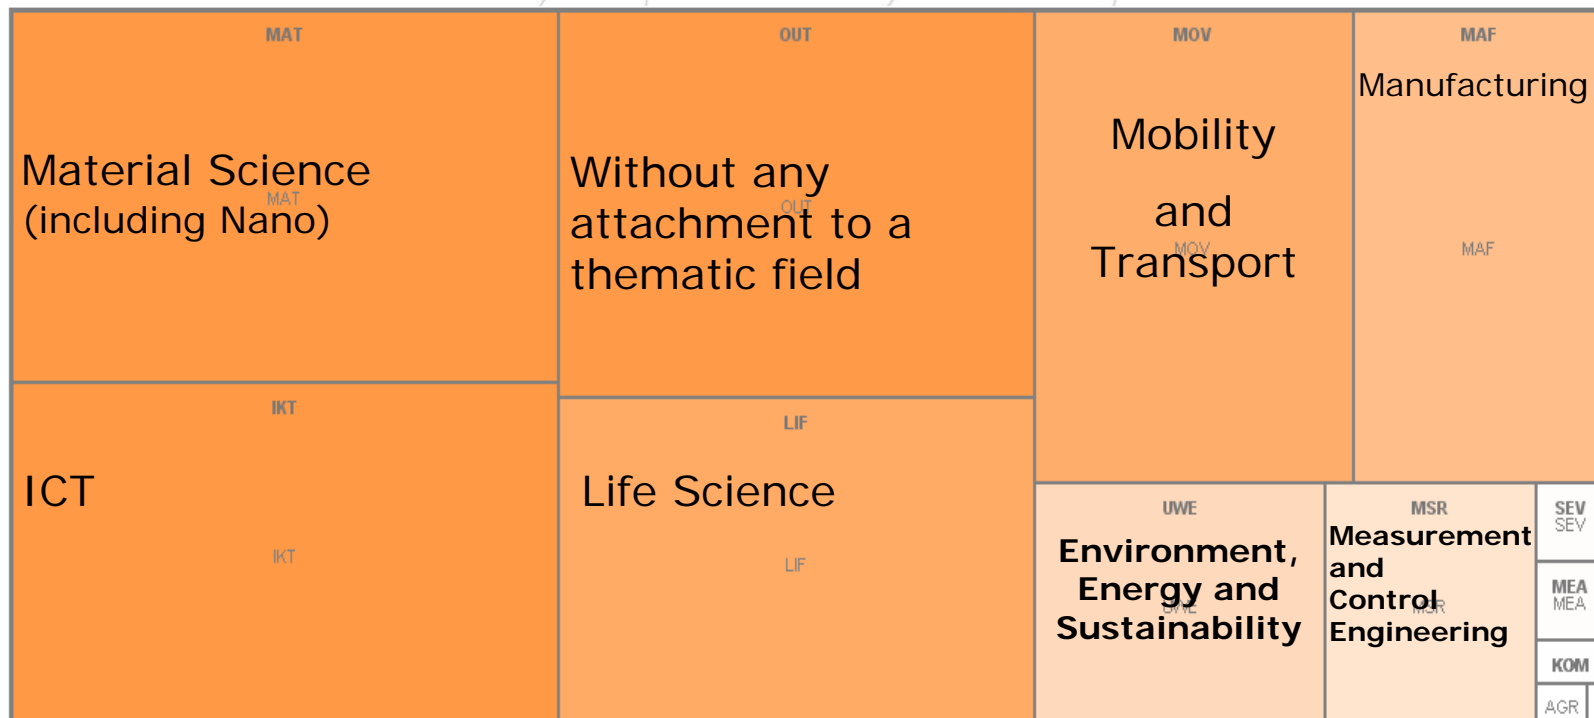 MAT
Material Science
MAT
(including Nano)
OUT
Without any
OUT
attachment to a
thematic field
MOV
Mobility
and
MOV
Transport
MAF
Manufacturing
MAF
IKT
ICT
IKT
LIF
Life Science
LIF
UWE
Environment,
Energy and
UWE
Sustainability
MSR
Measurement
and
Control
MSR
Engineering
SEV
SEV
MEA
MEA
KOM
AGR